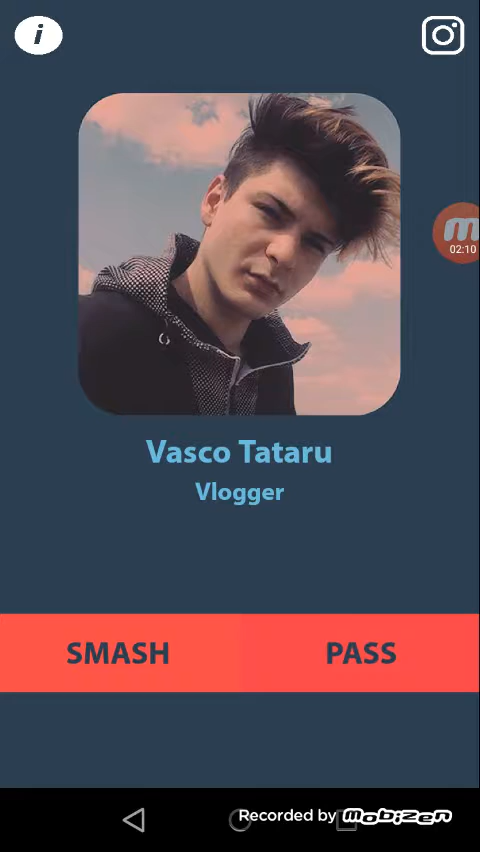 i
02:10
Vasco Tataru
Vlogger
SMASH PASS
Recorded by mobizen